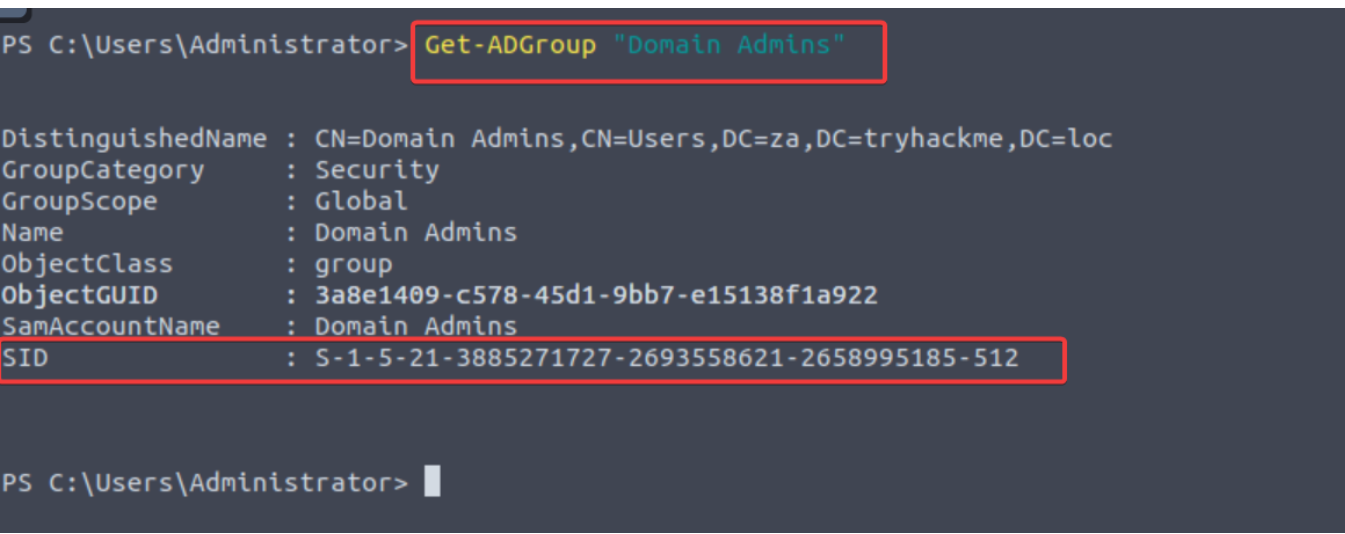 PS C:\Users\Administrator> Get-ADGroup "Domain Admins"
DistinguishedName : CN=Domain Admins,CN=Users,DC=za,DC=tryhackme,DC=loc
GroupCategory     : Security
GroupScope        : Global
Name              : Domain Admins
ObjectClass       : group
ObjectGUID        : 3a8e1409-c578-45d1-9bb7-e15138f1a922
SamAccountName    : Domain Admins
SID               : S-1-5-21-3885271727-2693558621-2658995185-512
PS C:\Users\Administrator>